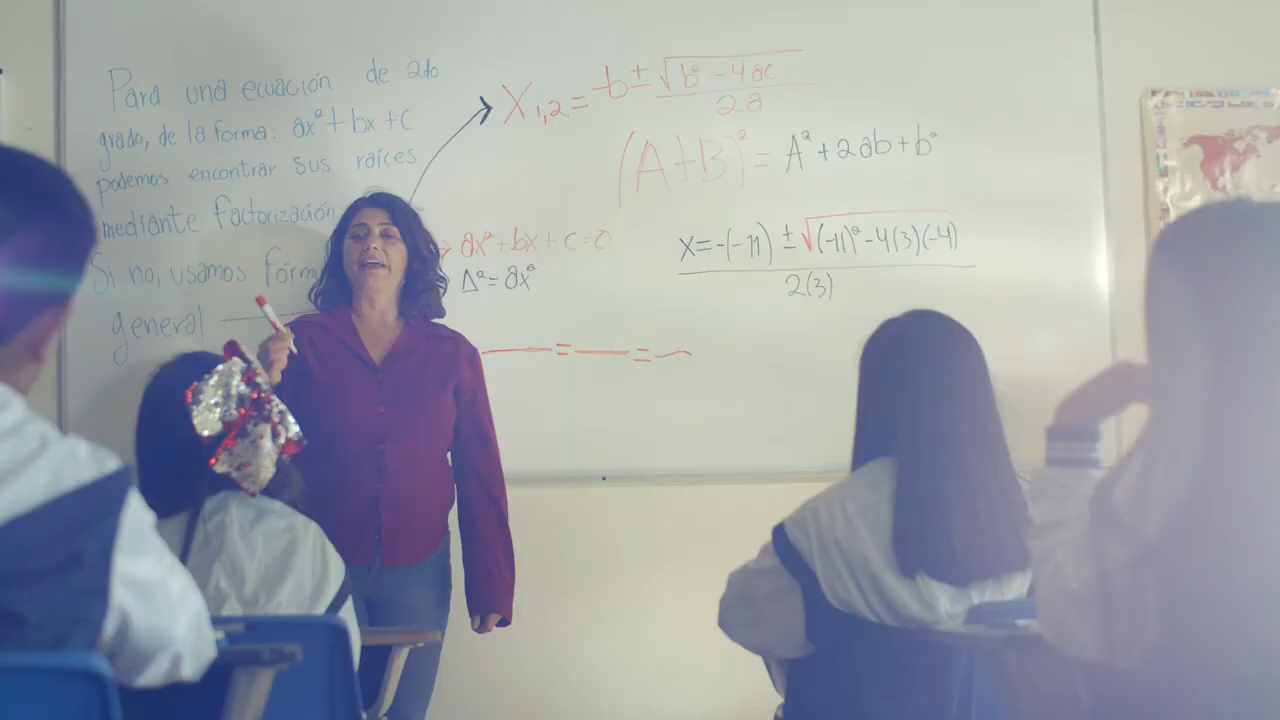 Para una ecuación de 2do
grado, de la forma: ax² + bx + c
podemos encontrar sus raíces
mediante factorización
Si no, usamos
general
X₁,₂ = -b ± √b² - 4ac
2a
(A+B)² = A² + 2ab + b²
ax² + bx + c = 0
Δ² = ax²
x = -(-11) ± √(-11)² - 4(3)(-4)
2(3)